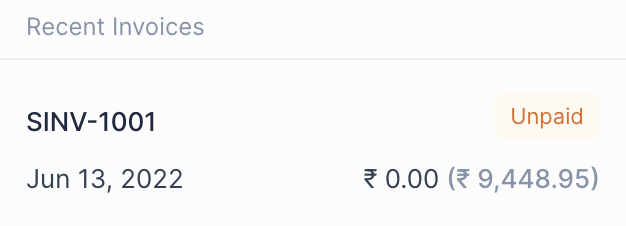 Recent Invoices
SINV-1001
Unpaid
Jun 13, 2022
₹ 0.00 (₹ 9,448.95)